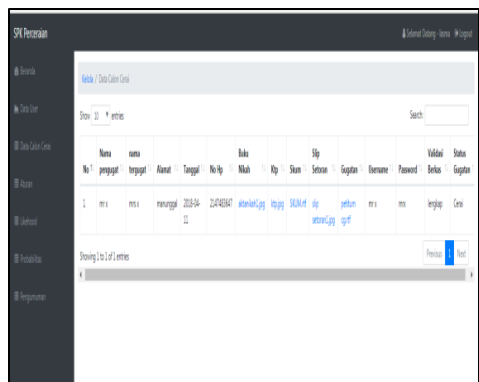 SPK Perceraian
Selamat Datang - Isoma Logout
Beranda
Data User
Data Calon Cerai
Aturan
Likelihood
Probabilitas
Pengumuman
Kelola / Data Calon Cerai
Show 10 entries
Search:
No Nama pengugat nama tergugat Alamat Tanggal No Hp Buku Nikah Ktp Skum Slip Setoran Gugatan Username Password Validasi Berkas Status Gugatan
1 mr x mrs x manunggal 2018-04-11 2147483647 aktanikah1.jpg ktp.jpg SKUM.rtf slip setoran1.jpg petitum cg.rtf mr x mrx lengkap Cerai
Showing 1 to 1 of 1 entries
Previous 1 Next